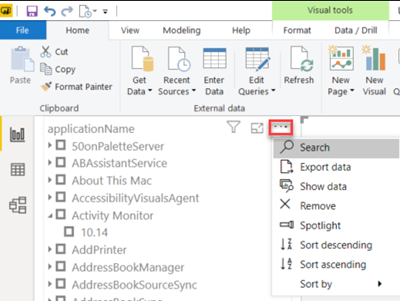 Visual tools
File
Home
View
Modeling
Help
Format
Data / Drill
Paste
Cut
Copy
Format Painter
Clipboard
Get Data
Recent Sources
Enter Data
Edit Queries
Refresh
External data
New Page
New Visual
applicationName
50onPaletteServer
ABAssistantService
About This Mac
AccessibilityVisualsAgent
Activity Monitor
10.14
AddPrinter
AddressBookManager
AddressBookSourceSync
AddressBookSync
Search
Export data
Show data
Remove
Spotlight
Sort descending
Sort ascending
Sort by